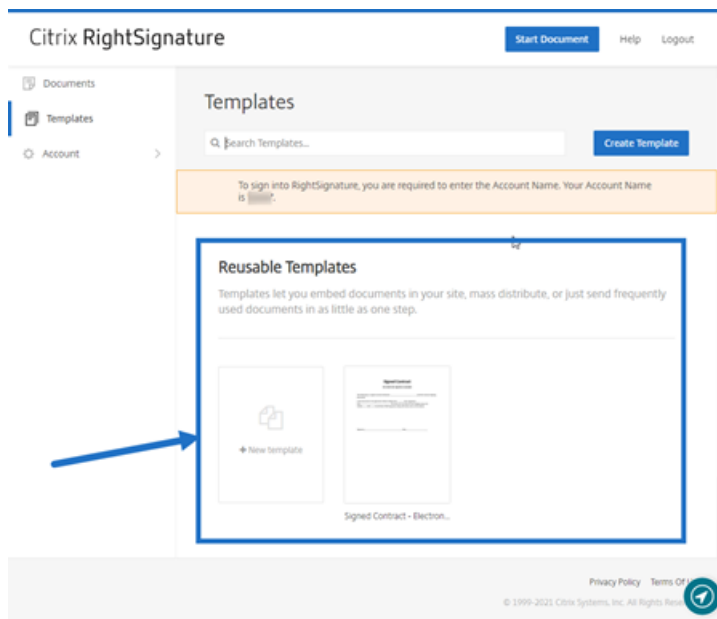 Citrix RightSignature
Start Document
Help
Logout
Documents
Templates
Account
Templates
Search Templates...
Create Template
To sign into RightSignature, you are required to enter the Account Name. Your Account Name
is
Reusable Templates
Templates let you embed documents in your site, mass distribute, or just send frequently
used documents in as little as one step.
+ New template
Signed Contract
Signed Contract - Electron...
Privacy Policy
Terms Of
© 1999-2021 Citrix Systems, Inc. All Rights